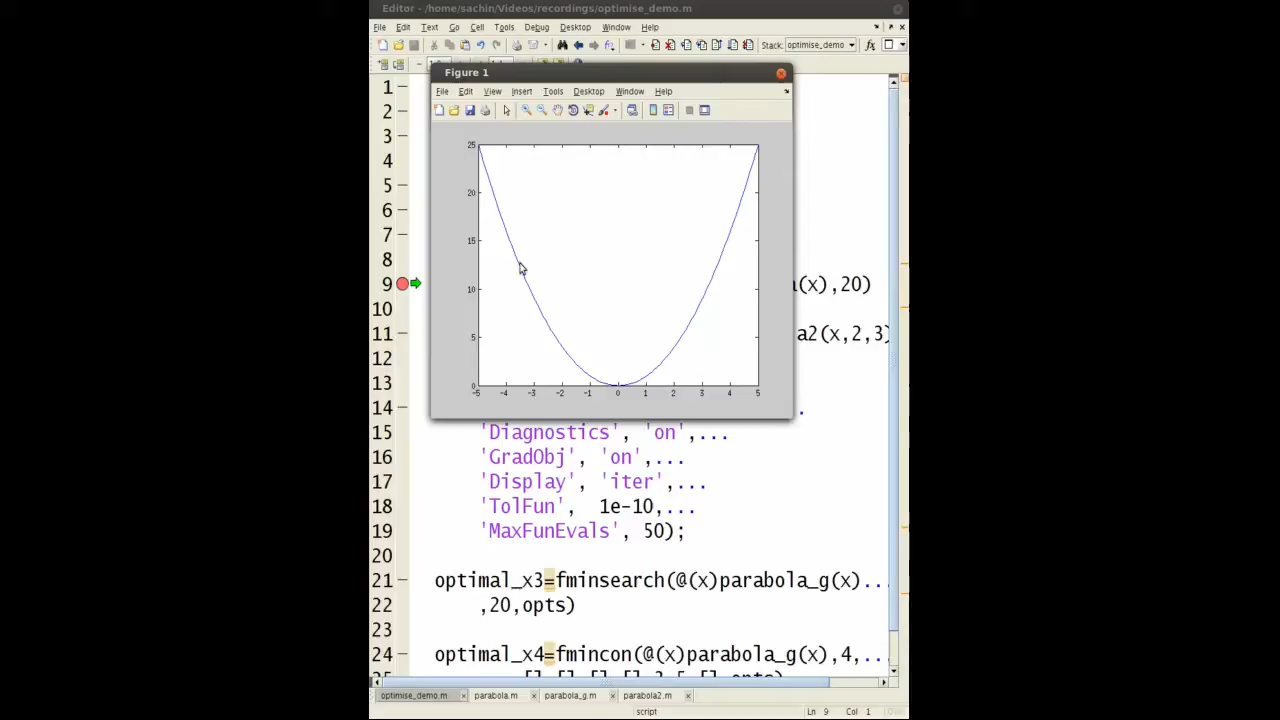 Editor - /home/sachin/Videos/recordings/optimise_demo.m
File Edit Text Go Cell Tools Debug Desktop Window Help
Stack: optimise_demo
Figure 1
File Edit View Insert Tools Desktop Window Help
25
20
15
10
5
0
-5 -4 -3 -2 -1 0 1 2 3 4 5
1
2
3
4
5
6
7
8
9 (x),20)
10
11 a2(x,2,3)
12
14 .
15 'Diagnostics', 'on',...
16 'GradObj', 'on',...
17 'Display', 'iter',...
18 'TolFun', 1e-10,...
19 'MaxFunEvals', 50);
20
21 optimal_x3=fminsearch(@(x)parabola_g(x)...
22 ,20,opts)
23
24 optimal_x4=fmincon(@(x)parabola_g(x),4,..
optimise_demo.m parabola.m parabola_g.m parabola2.m
script Ln 9 Col 1